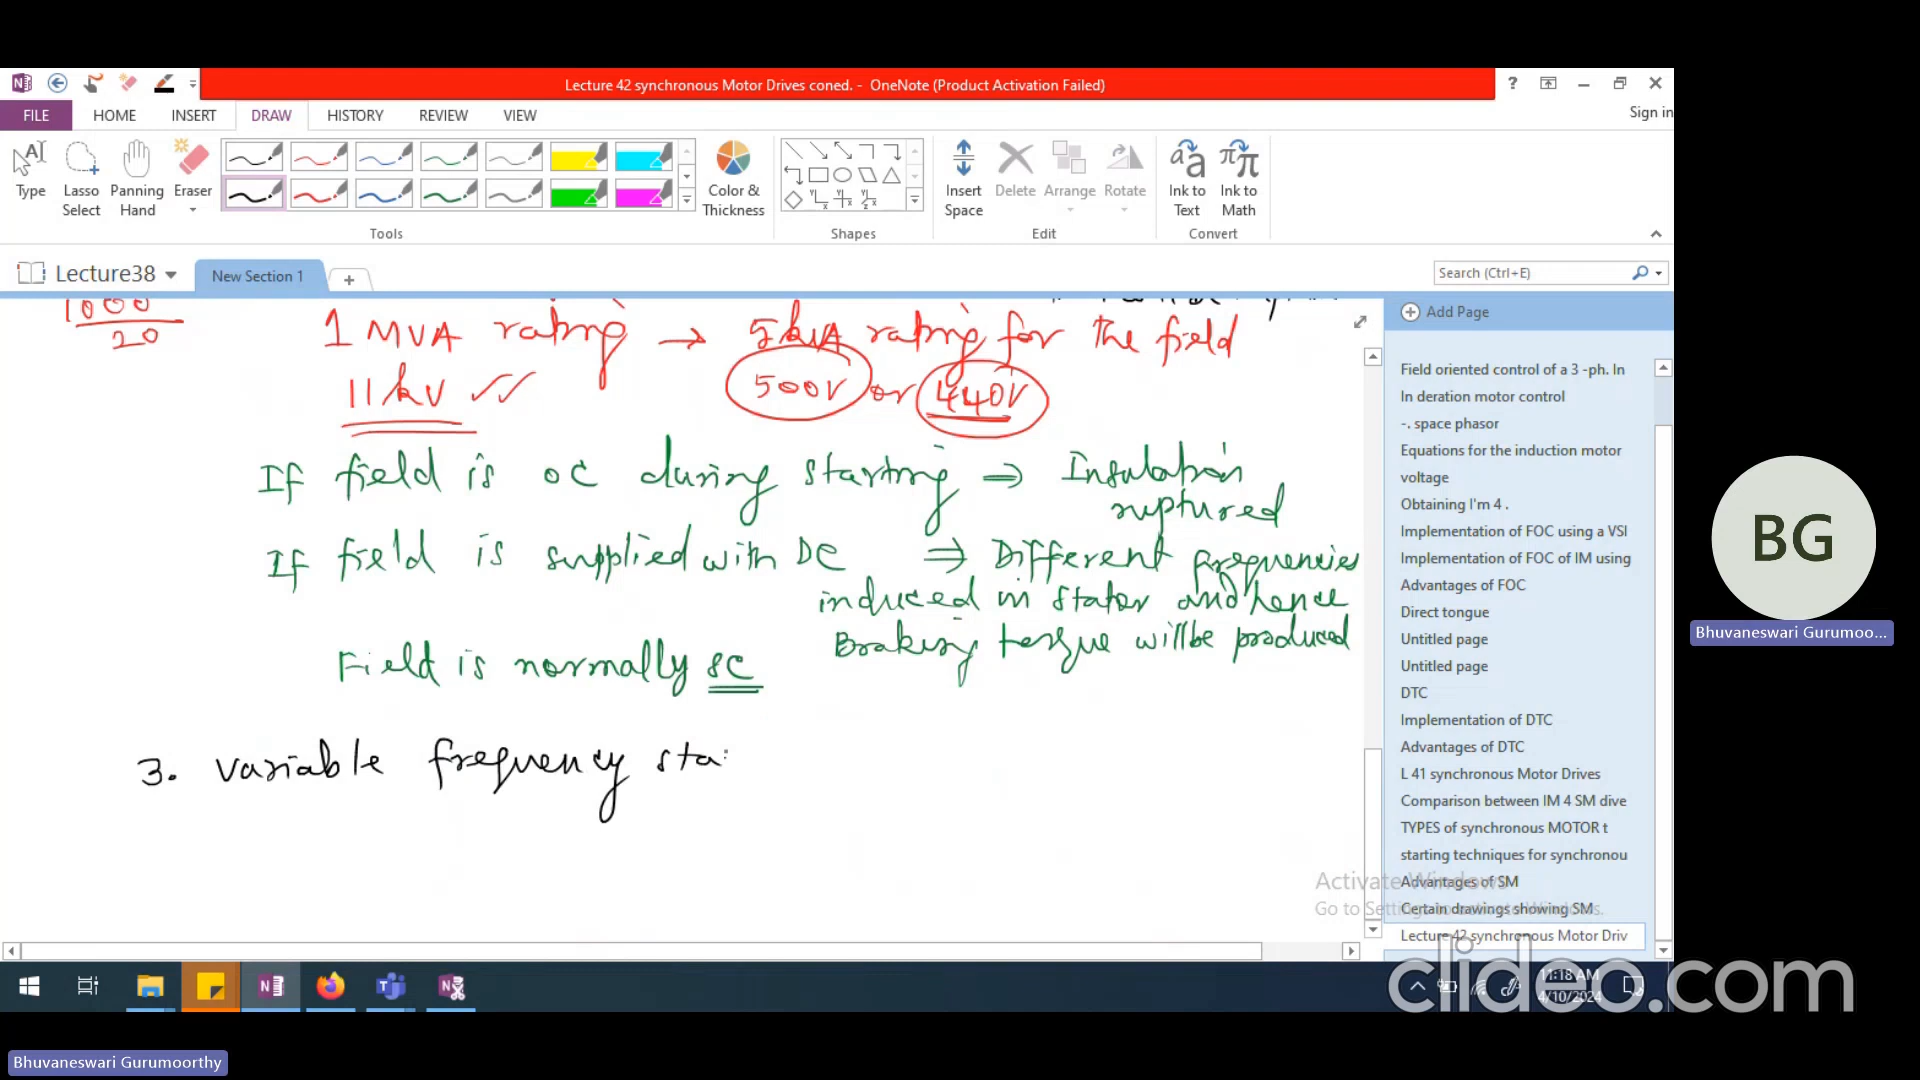 Lecture 42 synchronous Motor Drives coned. - OneNote (Product Activation Failed)
?
Sign in
FILE HOME INSERT DRAW HISTORY REVIEW VIEW
Type
Lasso Select
Panning Hand
Eraser
Color & Thickness
Insert Space
Delete
Arrange
Rotate
Ink to Text
Ink to Math
Tools
Shapes
Edit
Convert
Lecture38
New Section 1
Search (Ctrl+E)
1000
20
1 MVA rating → 5kVA rating for the field
11kV 500V or 440V
If field is OC during starting ⇒ Insulation
ruptured
If field is supplied with DC ⇒ Different frequencies
induced in stator and hence
Braking torque will be produced
Field is normally SC
3. Variable frequency sta
Add Page
Field oriented control of a 3 -ph. In
In deration motor control
-. space phasor
Equations for the induction motor
voltage
Obtaining I'm 4 .
Implementation of FOC using a VSI
Implementation of FOC of IM using
Advantages of FOC
Direct tongue
Untitled page
Untitled page
DTC
Implementation of DTC
Advantages of DTC
L 41 synchronous Motor Drives
Comparison between IM 4 SM dive
TYPES of synchronous MOTOR t
starting techniques for synchronou
Advantages of SM
Certain drawings showing SM
Lecture 42 synchronous Motor Driv
Activate Windows
Go to Settings to activate Windows.
11:18 AM
4/10/2024
clideo.com
BG
Bhuvaneswari Gurumoo...
Bhuvaneswari Gurumoorthy